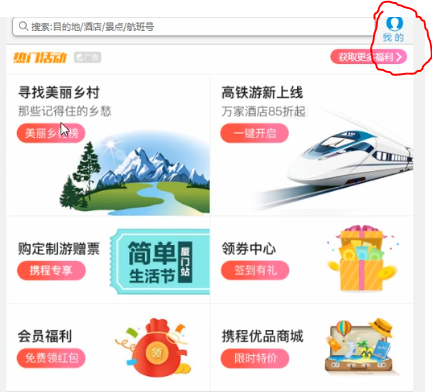 搜索:目的地/酒店/景点/航班号
我的
热门活动 广告
获取更多福利
寻找美丽乡村
那些记得住的乡愁
美丽乡村榜
高铁游新上线
万家酒店85折起
一键开启
购定制游赠票
携程专享
简单
生活节
厦门站
领券中心
签到有礼
会员福利
免费领红包
携程优品商城
限时特价